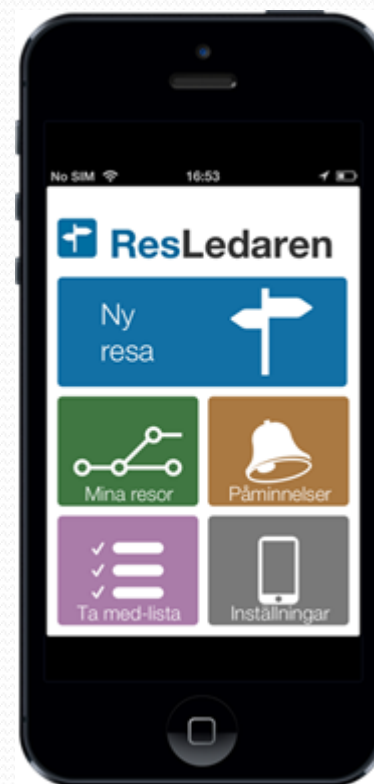 No SIM 16:53
ResLedaren
Ny
resa
Mina resor Påminnelser
Ta med-lista Inställningar